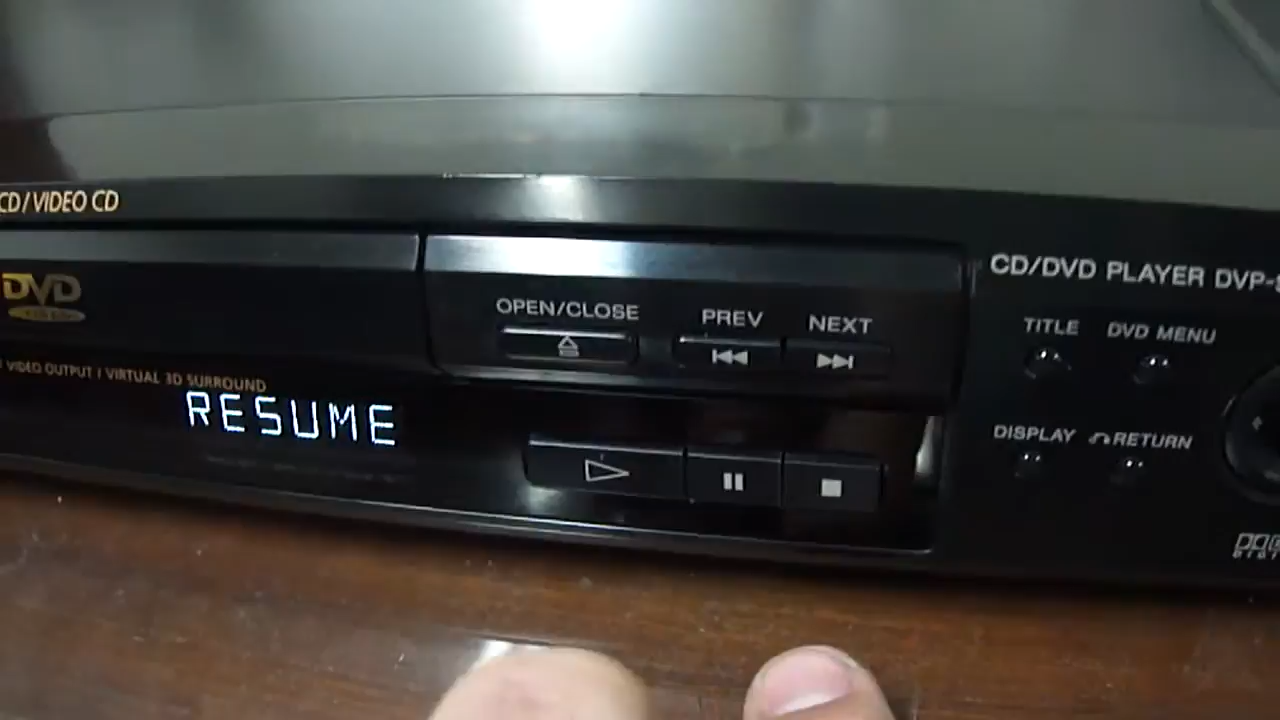 CD/VIDEO CD
DVD
VIDEO OUTPUT / VIRTUAL 3D SURROUND
RESUME
OPEN/CLOSE
PREV
NEXT
CD/DVD PLAYER DVP-
TITLE
DVD MENU
DISPLAY
RETURN